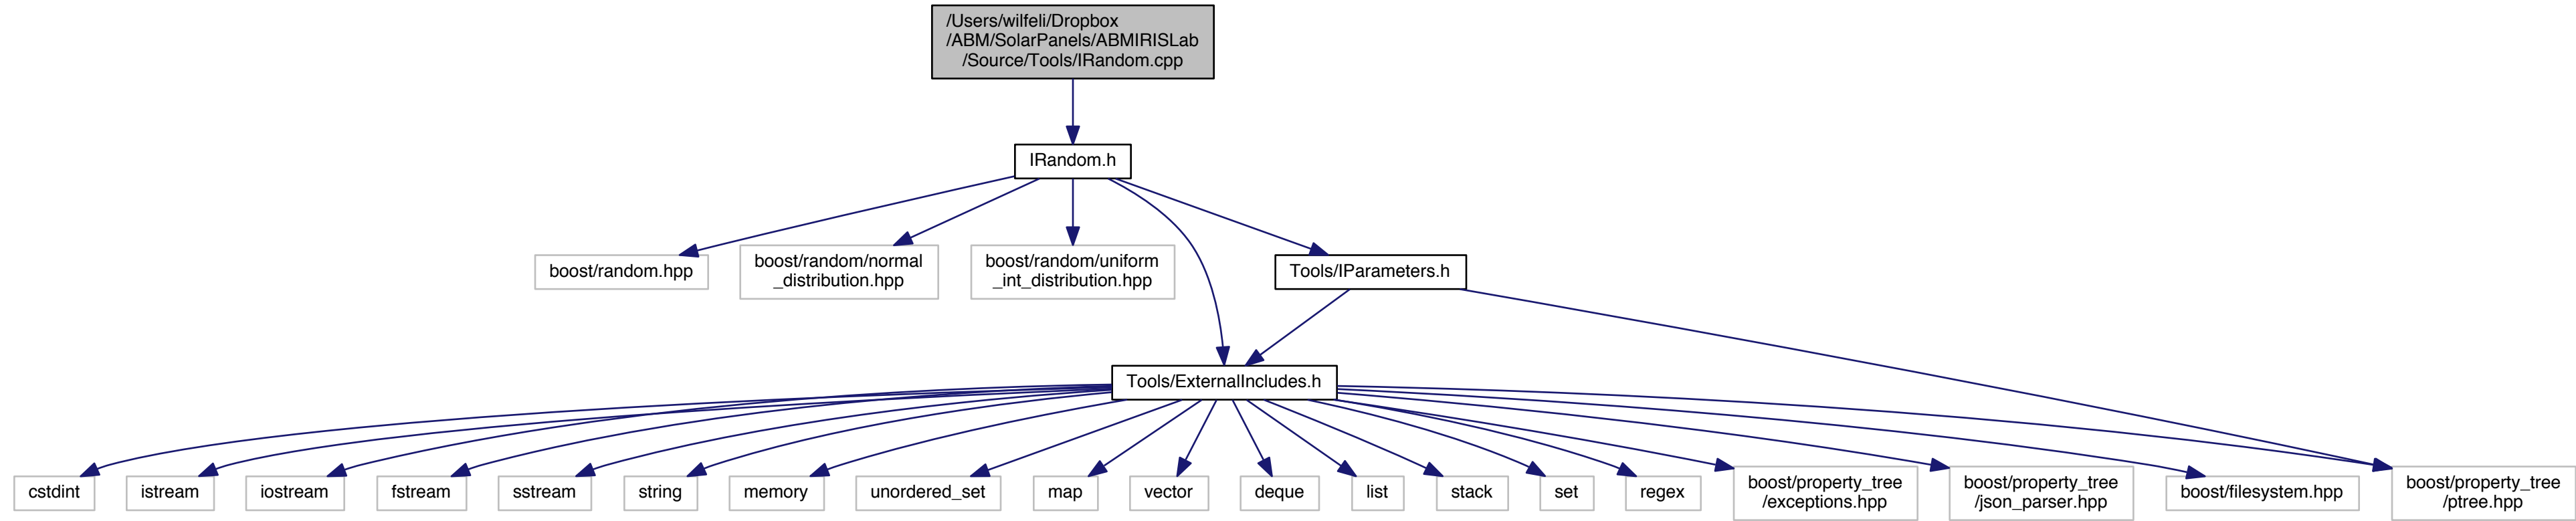 /Users/wilfeli/Dropbox
/ABM/SolarPanels/ABMIRISLab
/Source/Tools/IRandom.cpp
IRandom.h
boost/random.hpp
boost/random/normal
_distribution.hpp
boost/random/uniform
_int_distribution.hpp
Tools/IParameters.h
Tools/ExternalIncludes.h
cstdint
istream
iostream
fstream
sstream
string
memory
unordered_set
map
vector
deque
list
stack
set
regex
boost/property_tree
/exceptions.hpp
boost/property_tree
/json_parser.hpp
boost/filesystem.hpp
boost/property_tree
/ptree.hpp